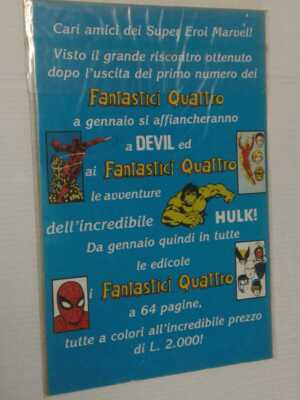 Cari amici dei Super Eroi Marvel!
Visto il grande riscontro ottenuto
dopo l'uscita del primo numero dei
Fantastici Quattro
a gennaio si affiancheranno
a DEVIL ed
ai Fantastici Quattro
le avventure
dell'incredibile HULK!
Da gennaio quindi in tutte
le edicole
i Fantastici Quattro
a 64 pagine,
tutte a colori all'incredibile prezzo
di L. 2.000!